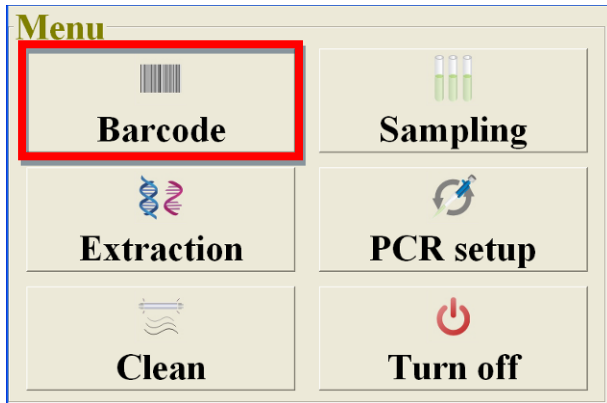 Menu
Barcode
Sampling
Extraction
PCR setup
Clean
Turn off